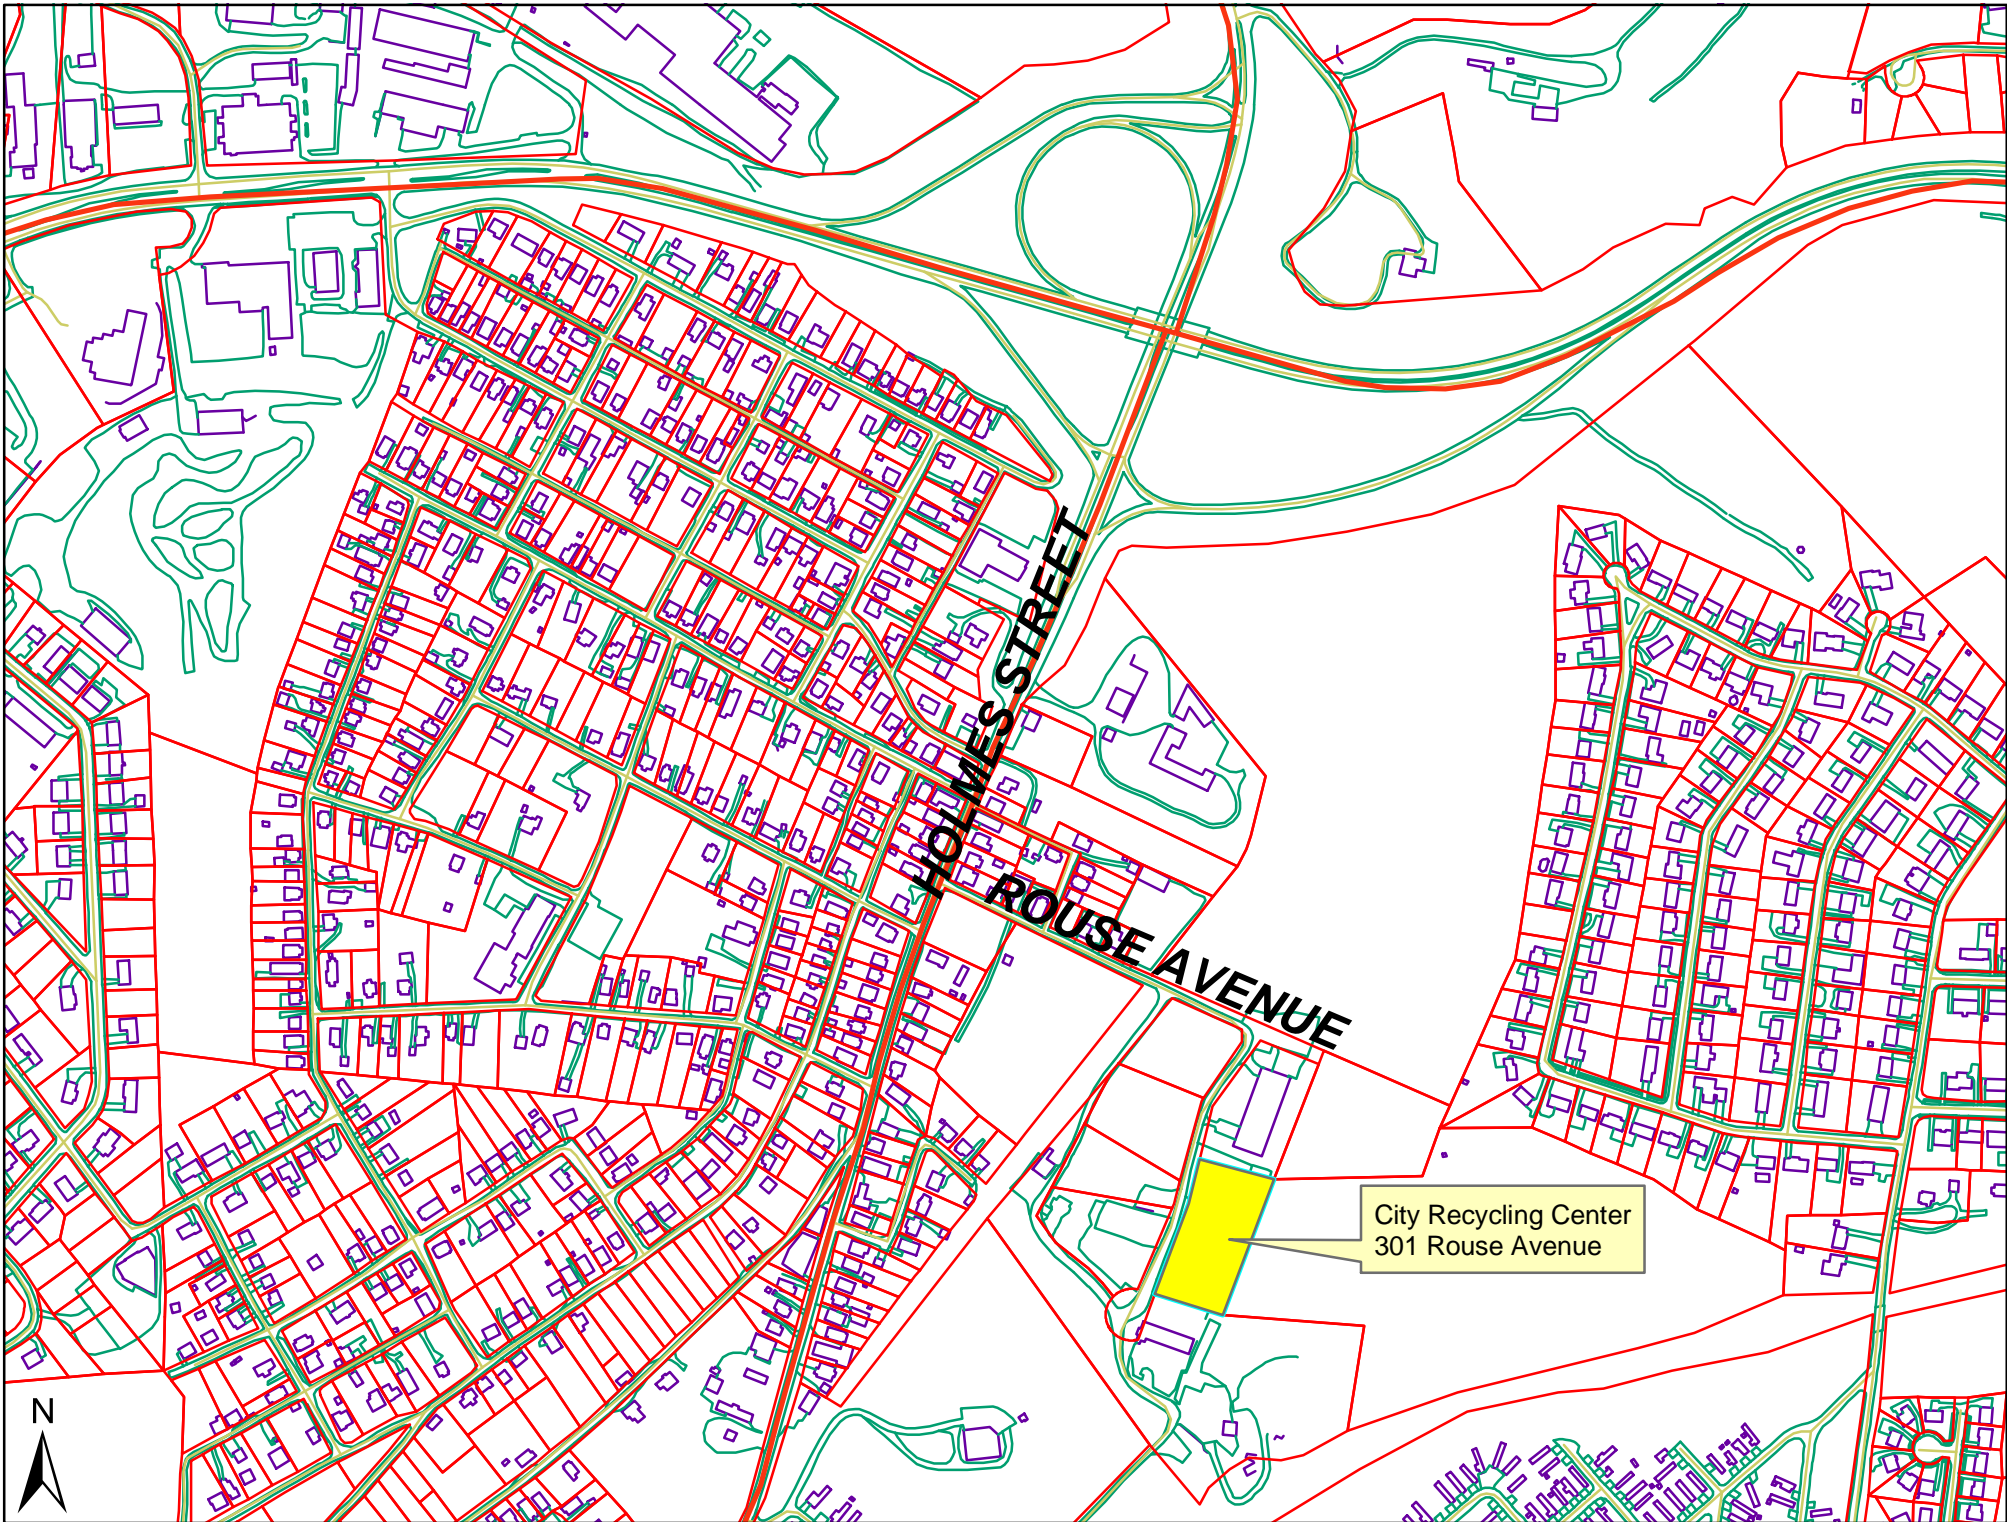 HOLMES STREET
ROUSE AVENUE
City Recycling Center
301 Rouse Avenue
N